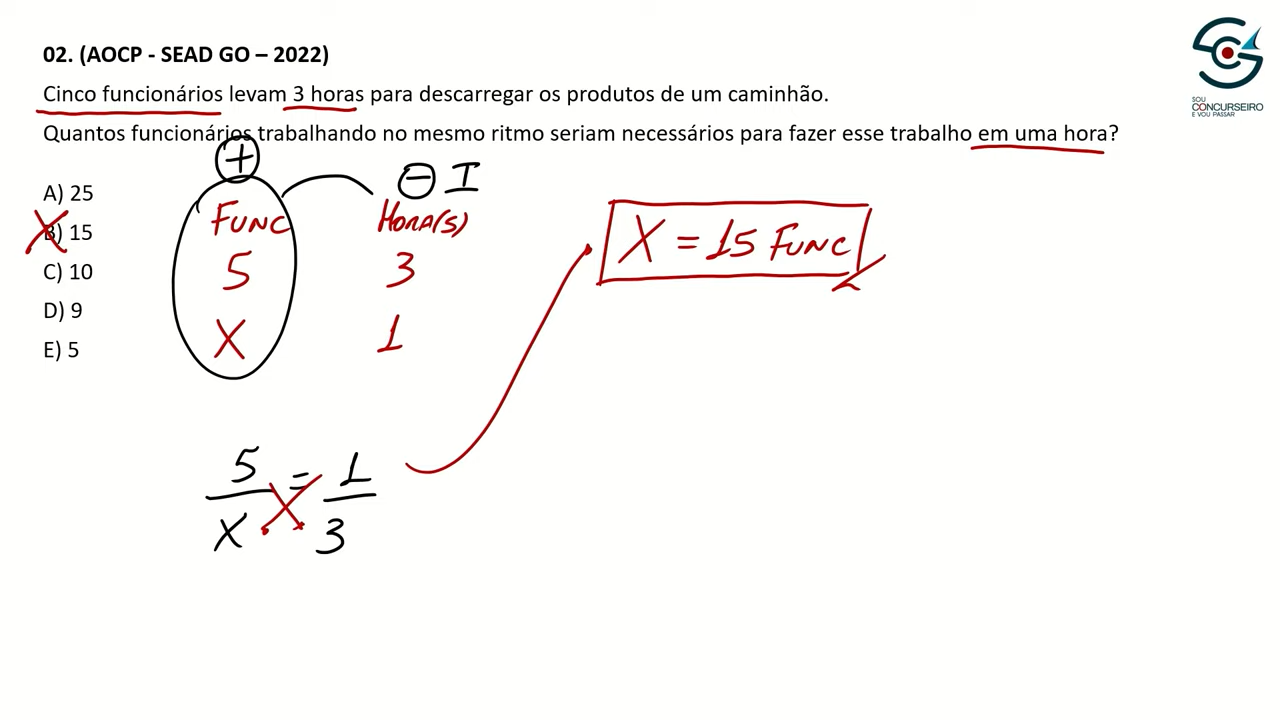 02. (AOCP - SEAD GO – 2022)
Cinco funcionários levam 3 horas para descarregar os produtos de um caminhão.
Quantos funcionários trabalhando no mesmo ritmo seriam necessários para fazer esse trabalho em uma hora?
A) 25
B) 15
C) 10
D) 9
E) 5
+
− I
FUNC HORA(S)
5 3
X 1
5/X = 1/3
X = 15 FUNC
SOU
CONCURSEIRO
E VOU PASSAR